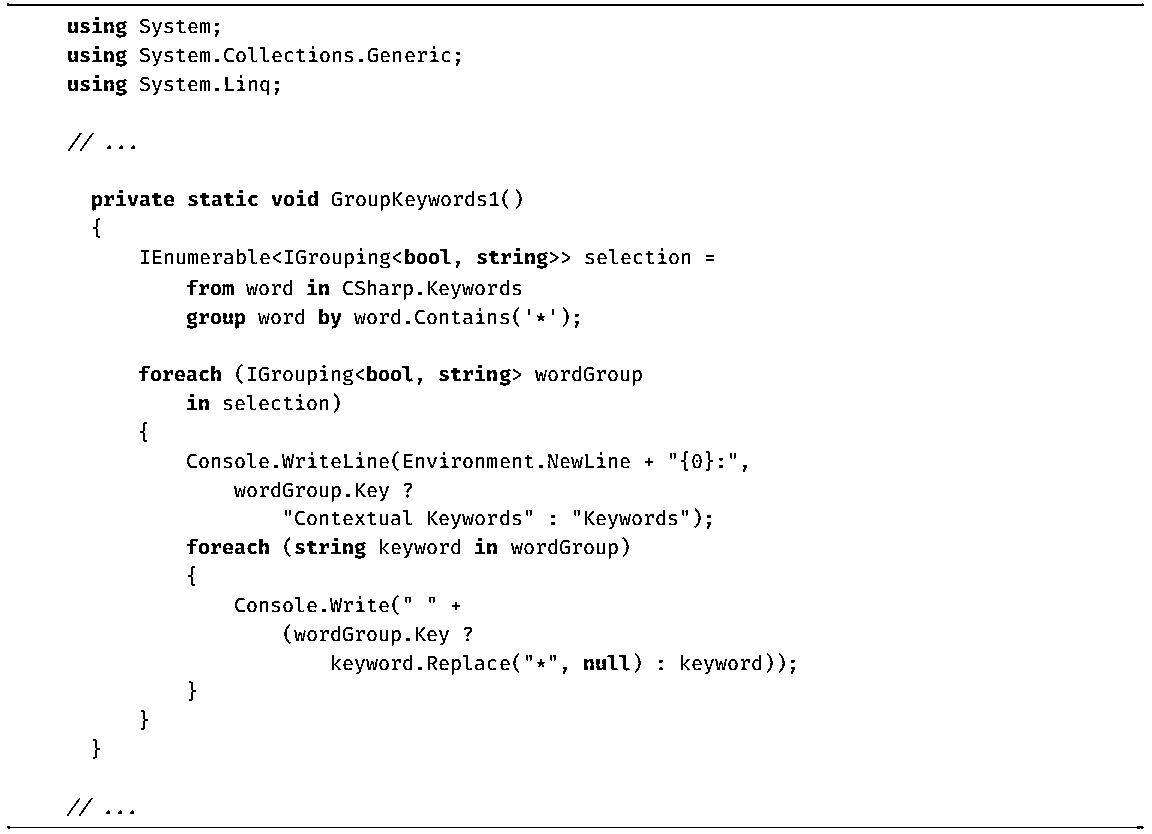 using System;
using System.Collections.Generic;
using System.Linq;
// ...
private static void GroupKeywords1()
{
IEnumerable<IGrouping<bool, string>> selection =
from word in CSharp.Keywords
group word by word.Contains('*');
foreach (IGrouping<bool, string> wordGroup
in selection)
{
Console.WriteLine(Environment.NewLine + "{0}:",
wordGroup.Key ?
"Contextual Keywords" : "Keywords");
foreach (string keyword in wordGroup)
{
Console.Write(" " +
(wordGroup.Key ?
keyword.Replace("*", null) : keyword));
}
}
}
// ...